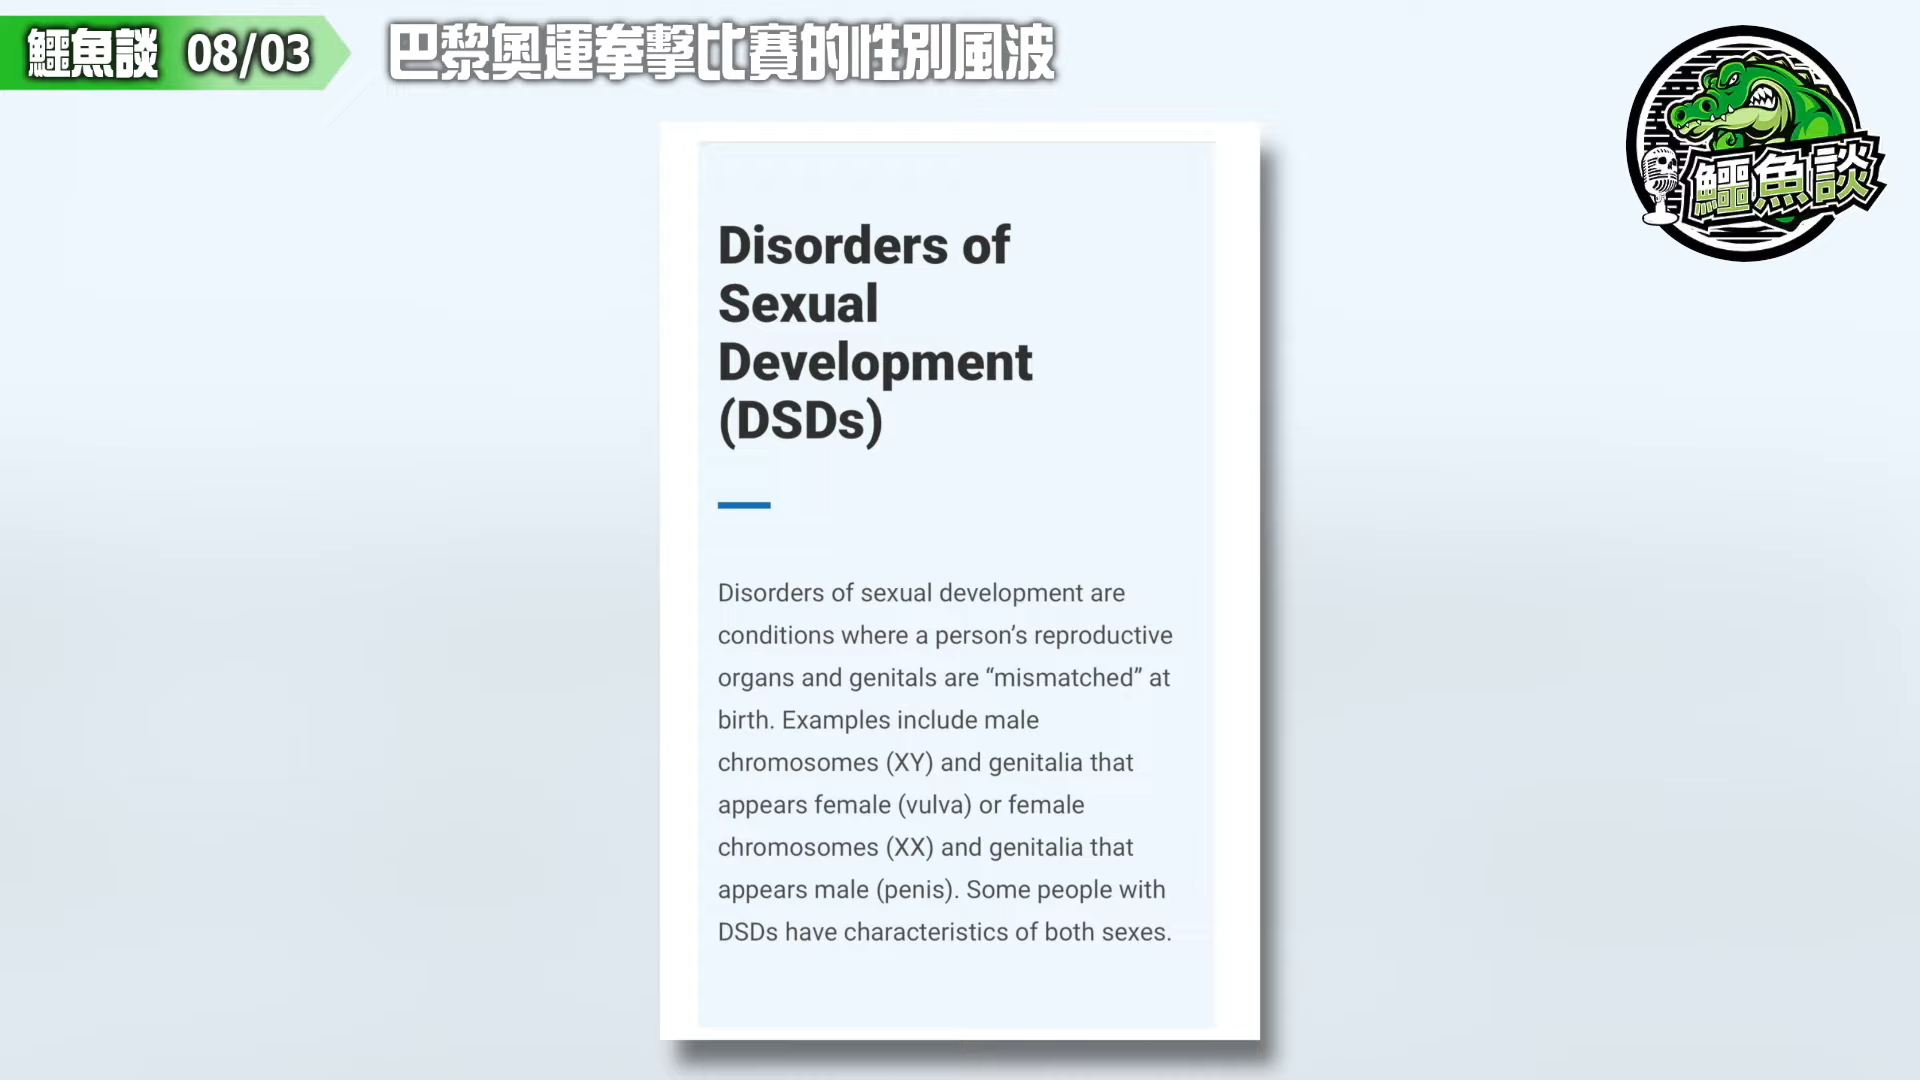 鱷魚談 08/03 巴黎奧運拳擊比賽的性別風波
鱷魚談
Disorders of
Sexual
Development
(DSDs)
Disorders of sexual development are
conditions where a person’s reproductive
organs and genitals are “mismatched” at
birth. Examples include male
chromosomes (XY) and genitalia that
appears female (vulva) or female
chromosomes (XX) and genitalia that
appears male (penis). Some people with
DSDs have characteristics of both sexes.